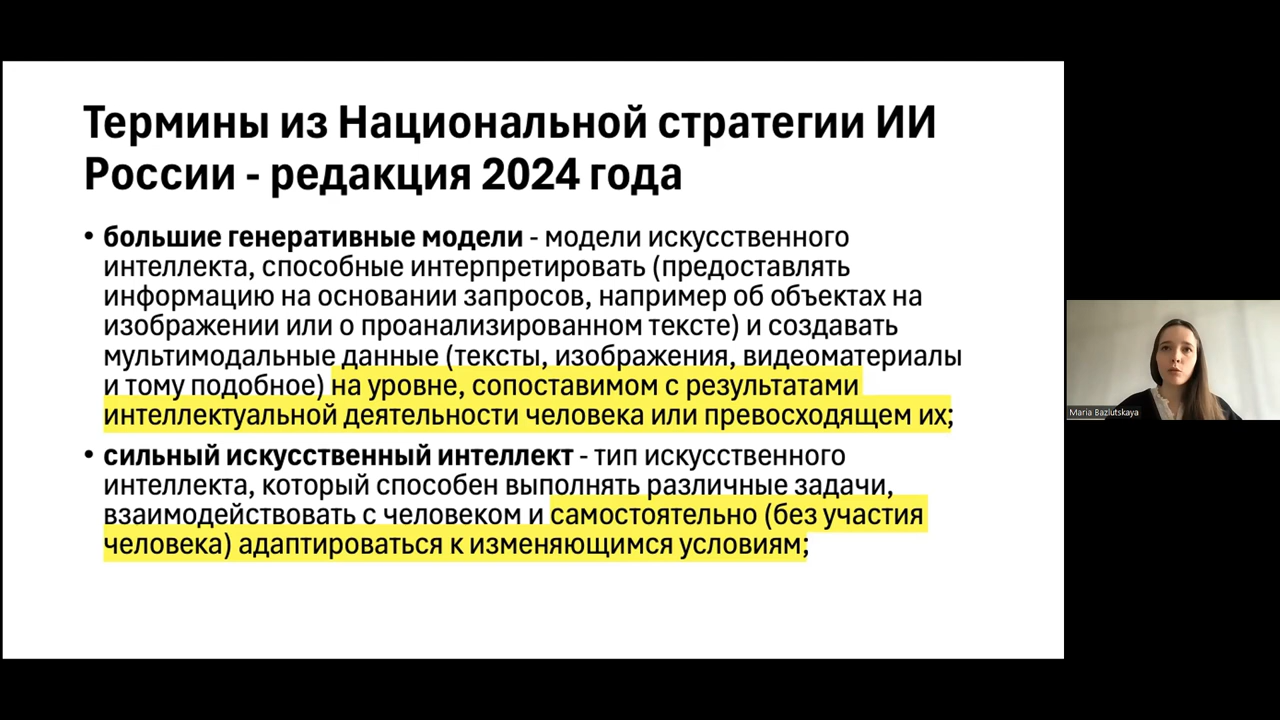 Термины из Национальной стратегии ИИ
России - редакция 2024 года
• большие генеративные модели - модели искусственного
интеллекта, способные интерпретировать (предоставлять
информацию на основании запросов, например об объектах на
изображении или о проанализированном тексте) и создавать
мультимодальные данные (тексты, изображения, видеоматериалы
и тому подобное) на уровне, сопоставимом с результатами
интеллектуальной деятельности человека или превосходящем их;
• сильный искусственный интеллект - тип искусственного
интеллекта, который способен выполнять различные задачи,
взаимодействовать с человеком и самостоятельно (без участия
человека) адаптироваться к изменяющимся условиям;
Maria Bazlutskaya